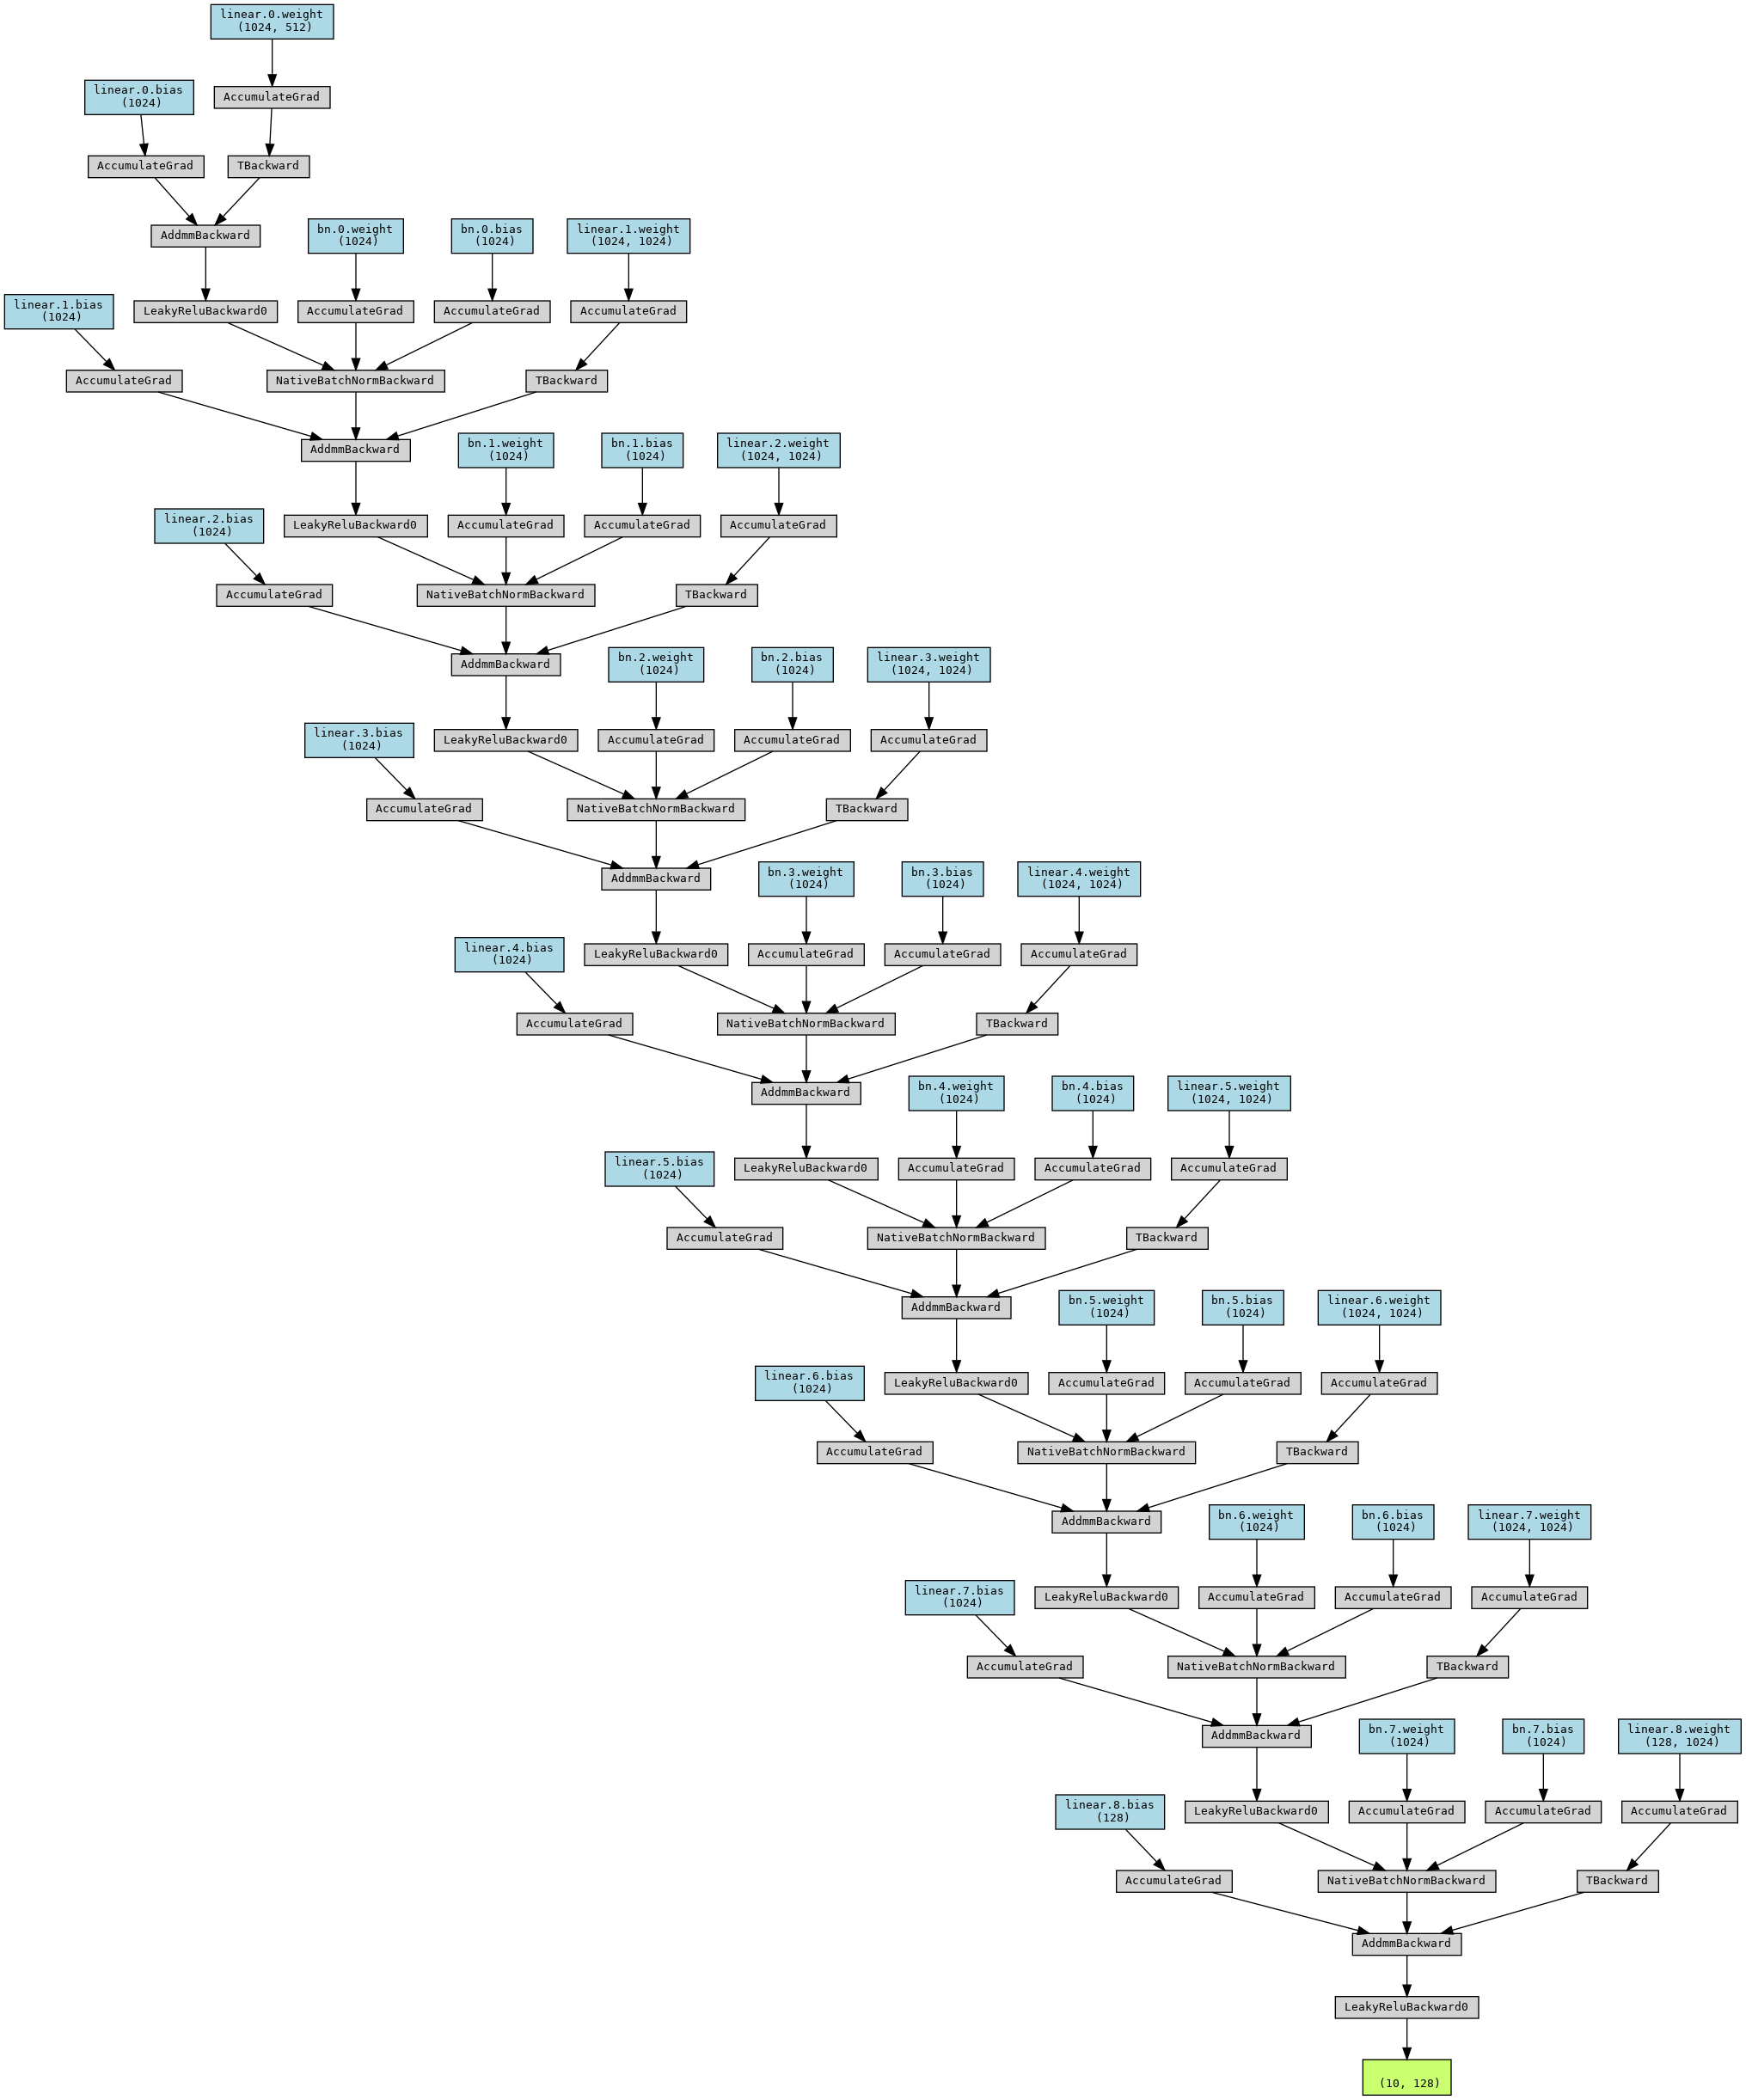 linear.0.weight
(1024, 512)
linear.0.bias
(1024)
AccumulateGrad
AccumulateGrad
TBackward
AddmmBackward
bn.0.weight
(1024)
bn.0.bias
(1024)
linear.1.weight
(1024, 1024)
linear.1.bias
(1024)
LeakyReluBackward0
AccumulateGrad
AccumulateGrad
AccumulateGrad
AccumulateGrad
NativeBatchNormBackward
TBackward
AddmmBackward
bn.1.weight
(1024)
bn.1.bias
(1024)
linear.2.weight
(1024, 1024)
linear.2.bias
(1024)
LeakyReluBackward0
AccumulateGrad
AccumulateGrad
AccumulateGrad
AccumulateGrad
NativeBatchNormBackward
TBackward
AddmmBackward
bn.2.weight
(1024)
bn.2.bias
(1024)
linear.3.weight
(1024, 1024)
linear.3.bias
(1024)
LeakyReluBackward0
AccumulateGrad
AccumulateGrad
AccumulateGrad
AccumulateGrad
NativeBatchNormBackward
TBackward
AddmmBackward
bn.3.weight
(1024)
bn.3.bias
(1024)
linear.4.weight
(1024, 1024)
linear.4.bias
(1024)
LeakyReluBackward0
AccumulateGrad
AccumulateGrad
AccumulateGrad
AccumulateGrad
NativeBatchNormBackward
TBackward
AddmmBackward
bn.4.weight
(1024)
bn.4.bias
(1024)
linear.5.weight
(1024, 1024)
linear.5.bias
(1024)
LeakyReluBackward0
AccumulateGrad
AccumulateGrad
AccumulateGrad
AccumulateGrad
NativeBatchNormBackward
TBackward
AddmmBackward
bn.5.weight
(1024)
bn.5.bias
(1024)
linear.6.weight
(1024, 1024)
linear.6.bias
(1024)
LeakyReluBackward0
AccumulateGrad
AccumulateGrad
AccumulateGrad
AccumulateGrad
NativeBatchNormBackward
TBackward
AddmmBackward
bn.6.weight
(1024)
bn.6.bias
(1024)
linear.7.weight
(1024, 1024)
linear.7.bias
(1024)
LeakyReluBackward0
AccumulateGrad
AccumulateGrad
AccumulateGrad
AccumulateGrad
NativeBatchNormBackward
TBackward
AddmmBackward
bn.7.weight
(1024)
bn.7.bias
(1024)
linear.8.weight
(128, 1024)
linear.8.bias
(128)
LeakyReluBackward0
AccumulateGrad
AccumulateGrad
AccumulateGrad
AccumulateGrad
NativeBatchNormBackward
TBackward
AddmmBackward
LeakyReluBackward0
(10, 128)